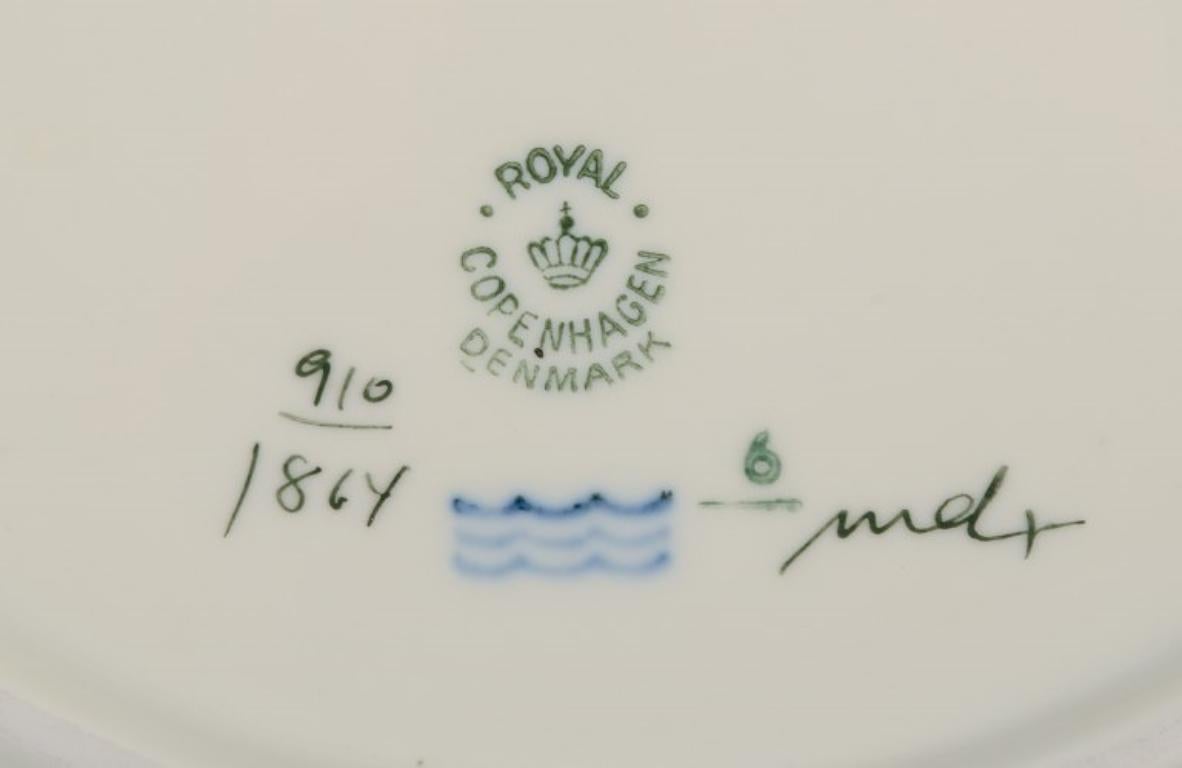 ROYAL
COPENHAGEN
DENMARK
910
1864
6